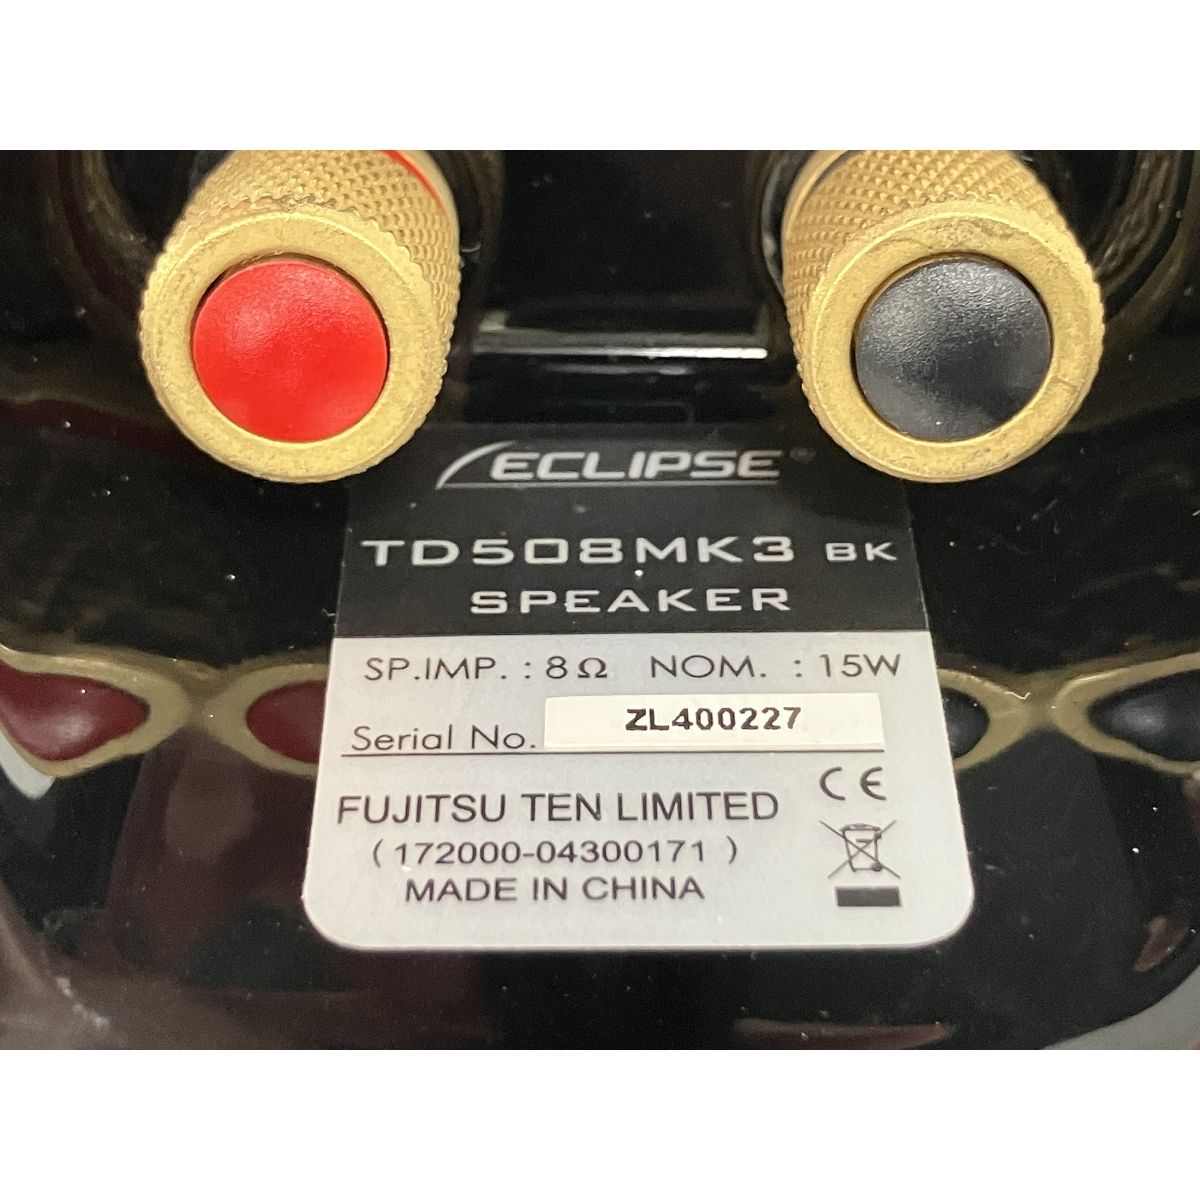 ECLIPSE®
TD508MK3 BK
SPEAKER
SP.IMP. : 8Ω NOM. : 15W
Serial No. ZL400227
CE
FUJITSU TEN LIMITED
(172000-04300171)
MADE IN CHINA